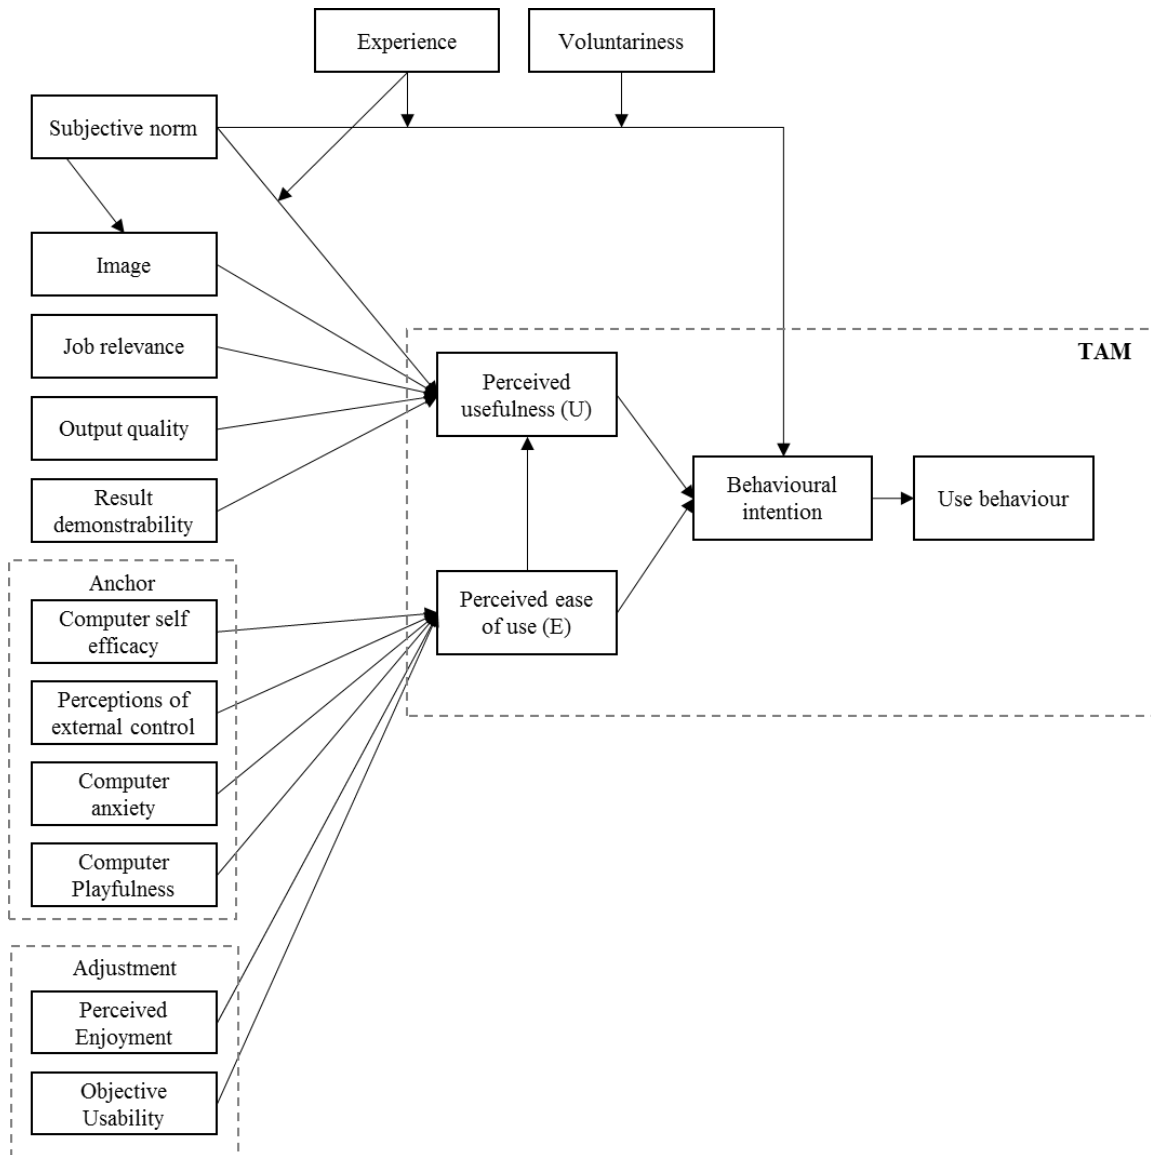 Experience
Voluntariness
Subjective norm
Image
Job relevance
TAM
Perceived
usefulness (U)
Output quality
Result
demonstrability
Behavioural
intention
Use behaviour
Anchor
Computer self
efficacy
Perceived ease
of use (E)
Perceptions of
external control
Computer
anxiety
Computer
Playfulness
Adjustment
Perceived
Enjoyment
Objective
Usability